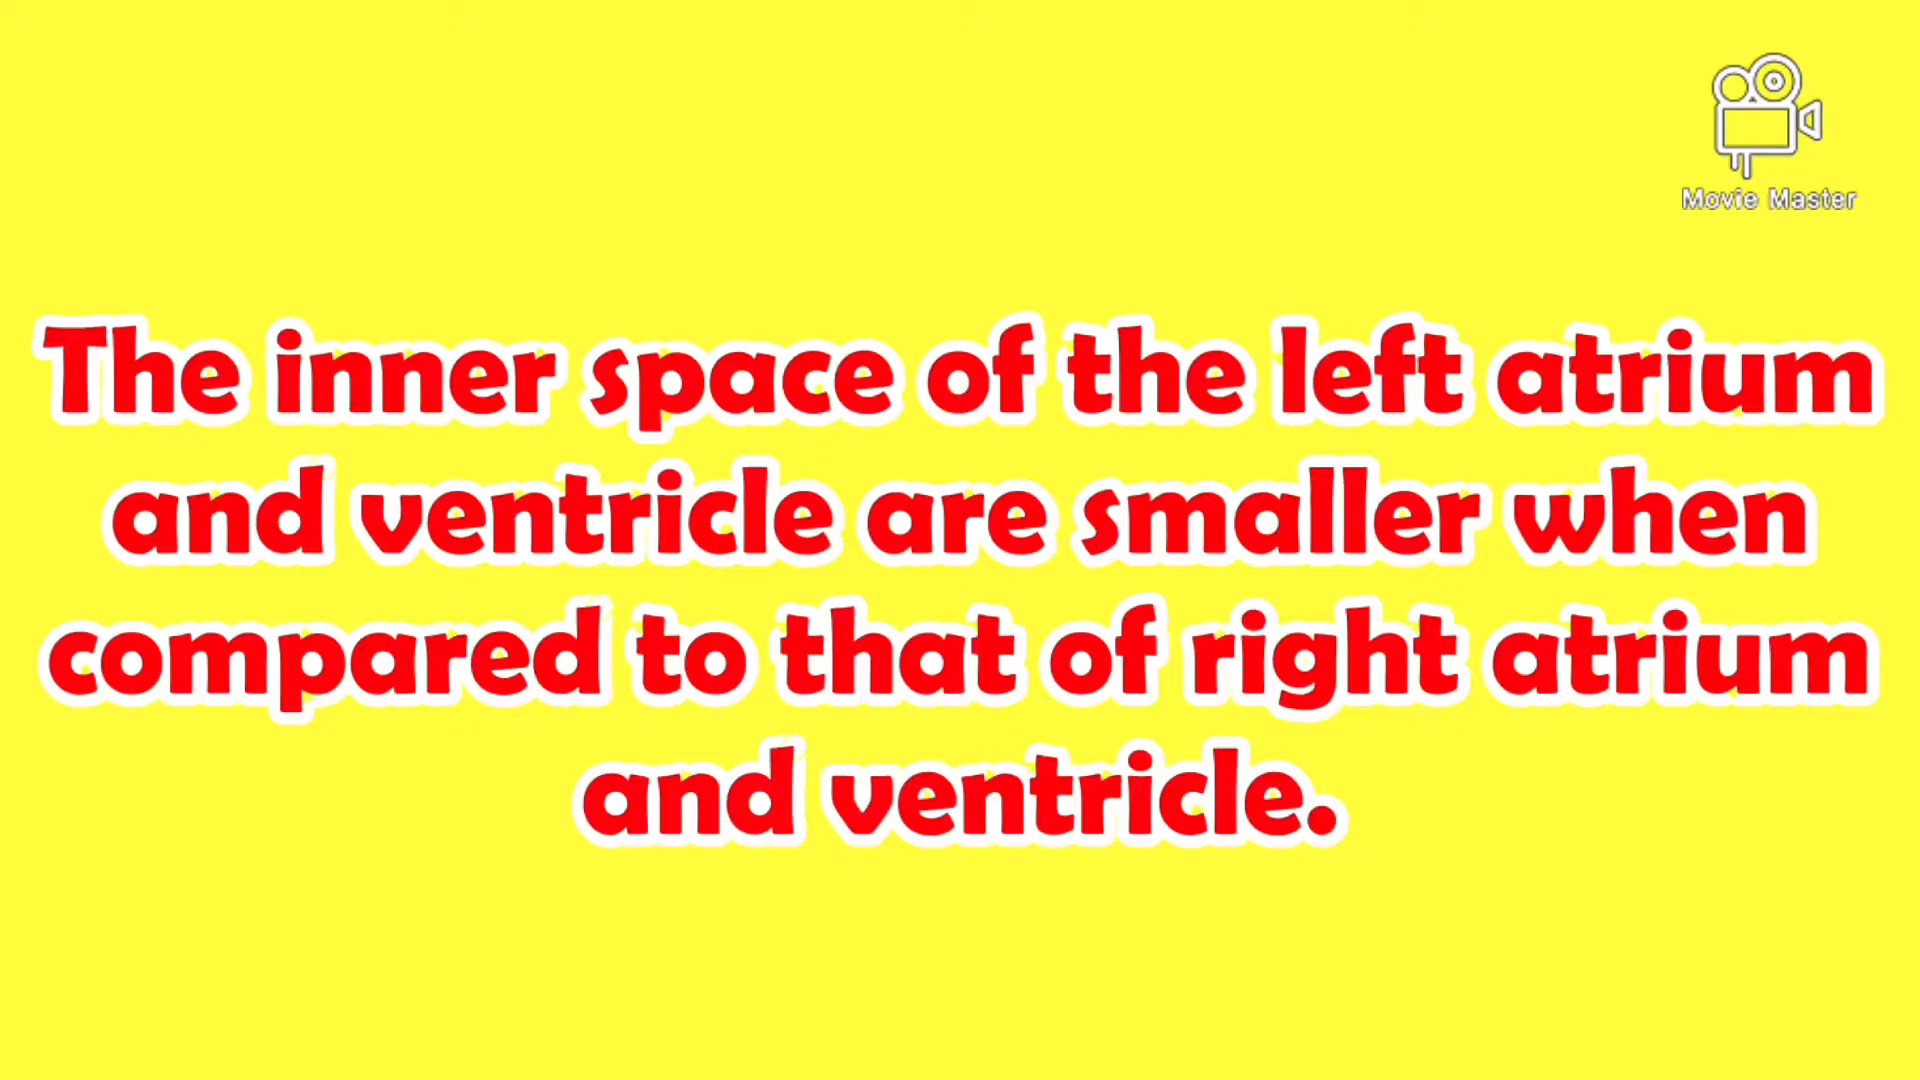 Movie Master
The inner space of the left atrium
and ventricle are smaller when
compared to that of right atrium
and ventricle.